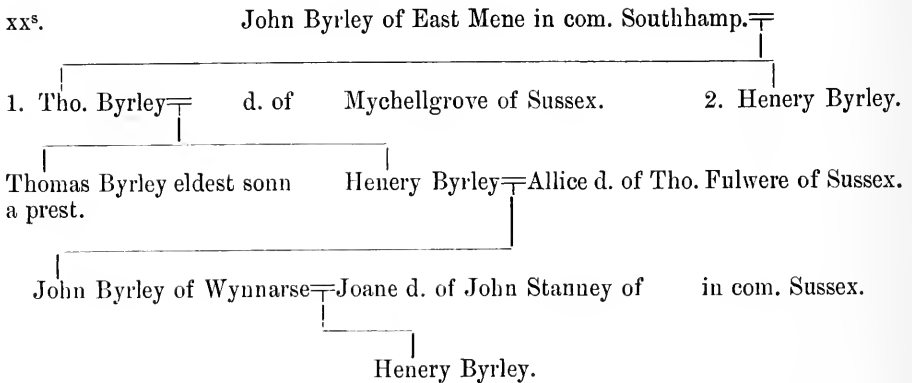 xxˢ. John Byrley of East Mene in com. Southhamp.
1. Tho. Byrley d. of Mychellgrove of Sussex. 2. Henery Byrley.
Thomas Byrley eldest sonn Henery Byrley Allice d. of Tho. Fulwere of Sussex.
a prest.
John Byrley of Wynnarse Joane d. of John Stanney of in com. Sussex.
Henery Byrley.